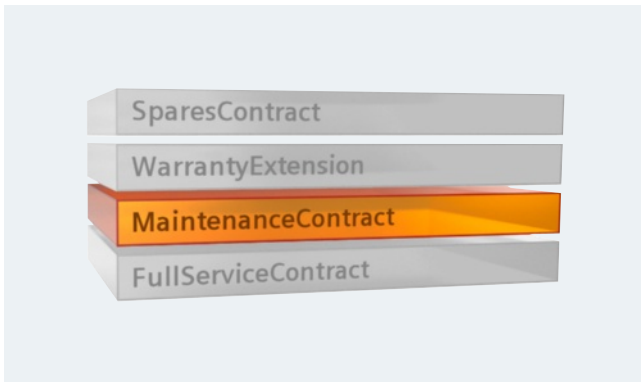 SparesContract
WarrantyExtension
MaintenanceContract
FullServiceContract